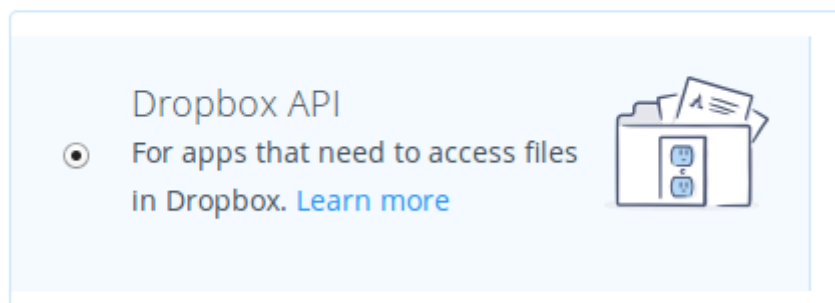 Dropbox API
For apps that need to access files
in Dropbox. Learn more